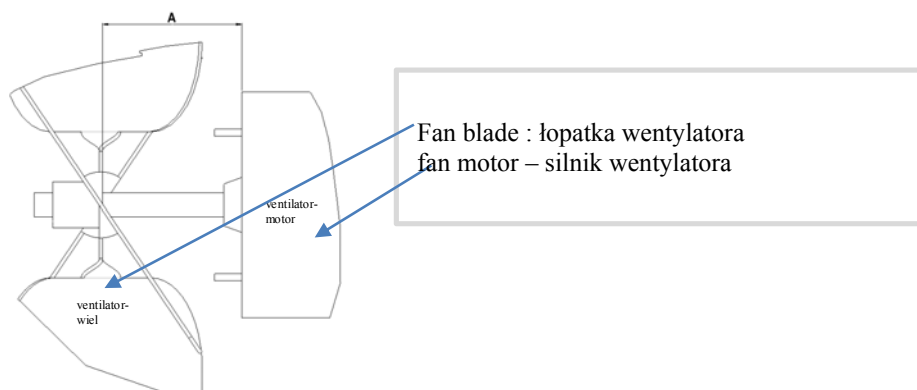 A
Fan blade : łopatka wentylatora
fan motor – silnik wentylatora
ventilator-
motor
ventilator-
wiel